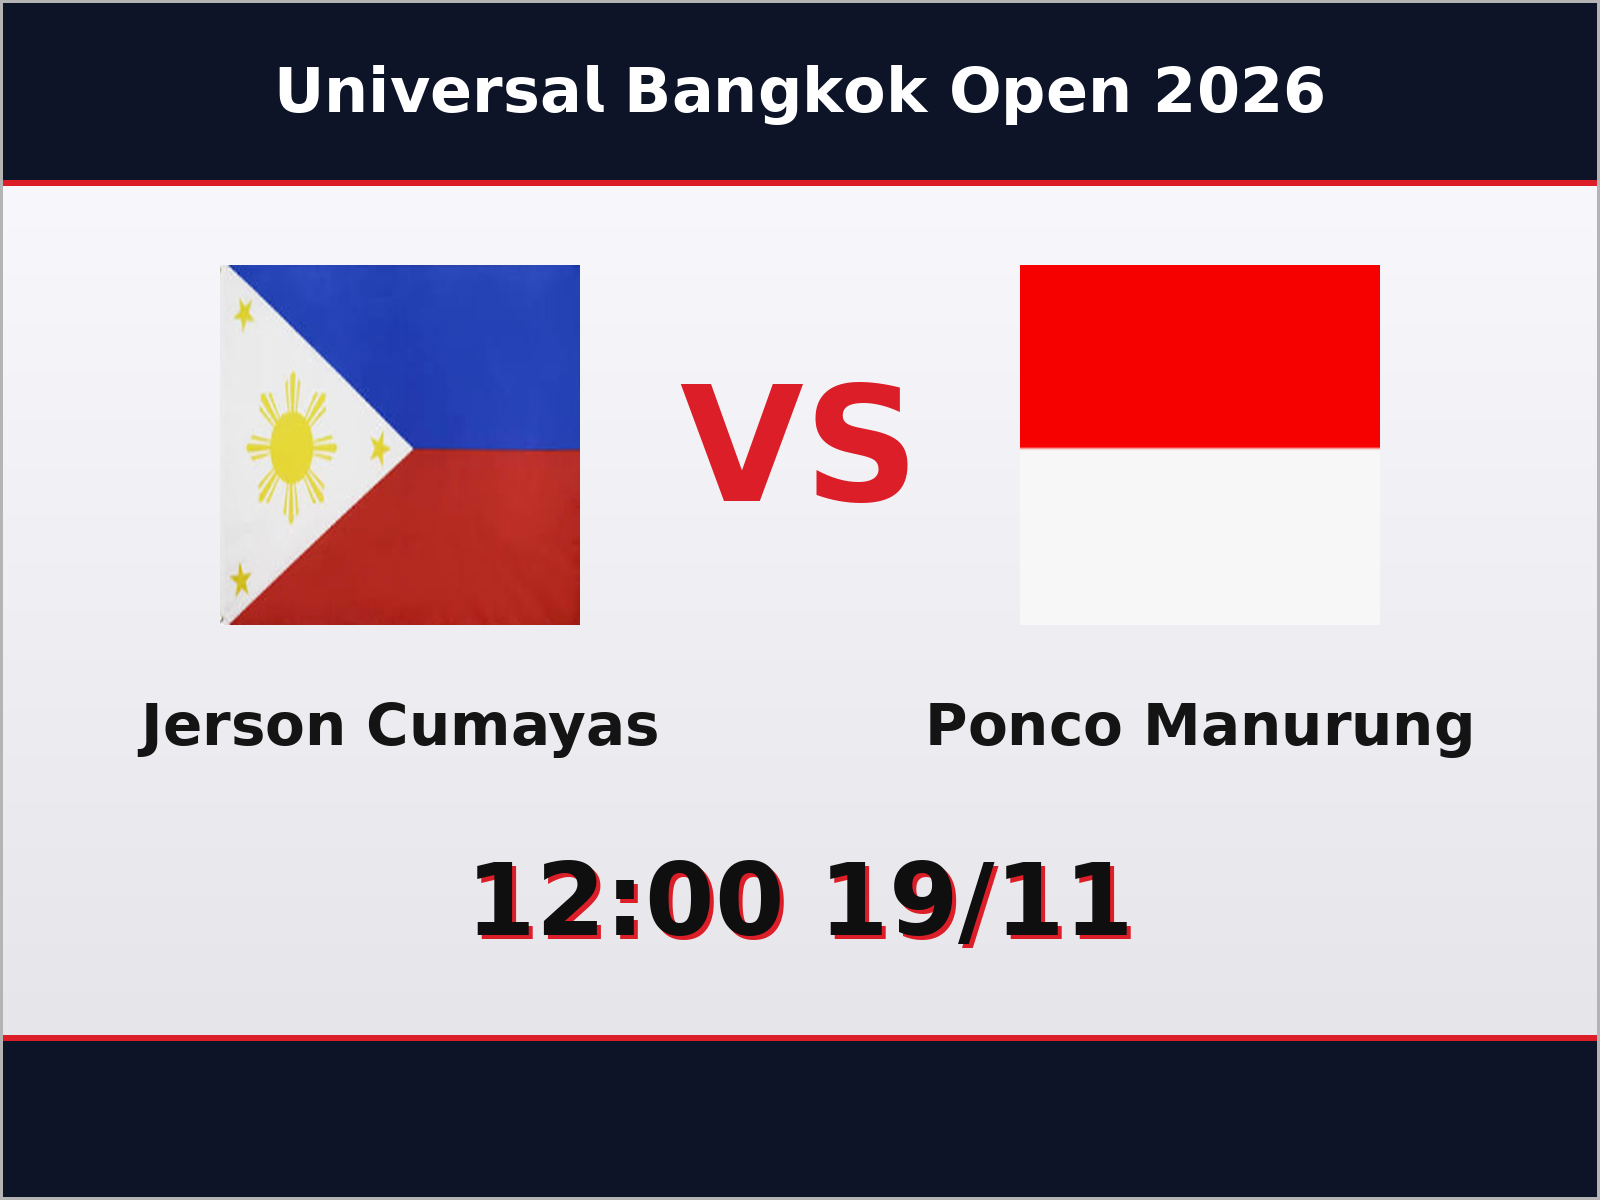 Universal Bangkok Open 2026
VS
Jerson Cumayas
Ponco Manurung
12:00 19/11